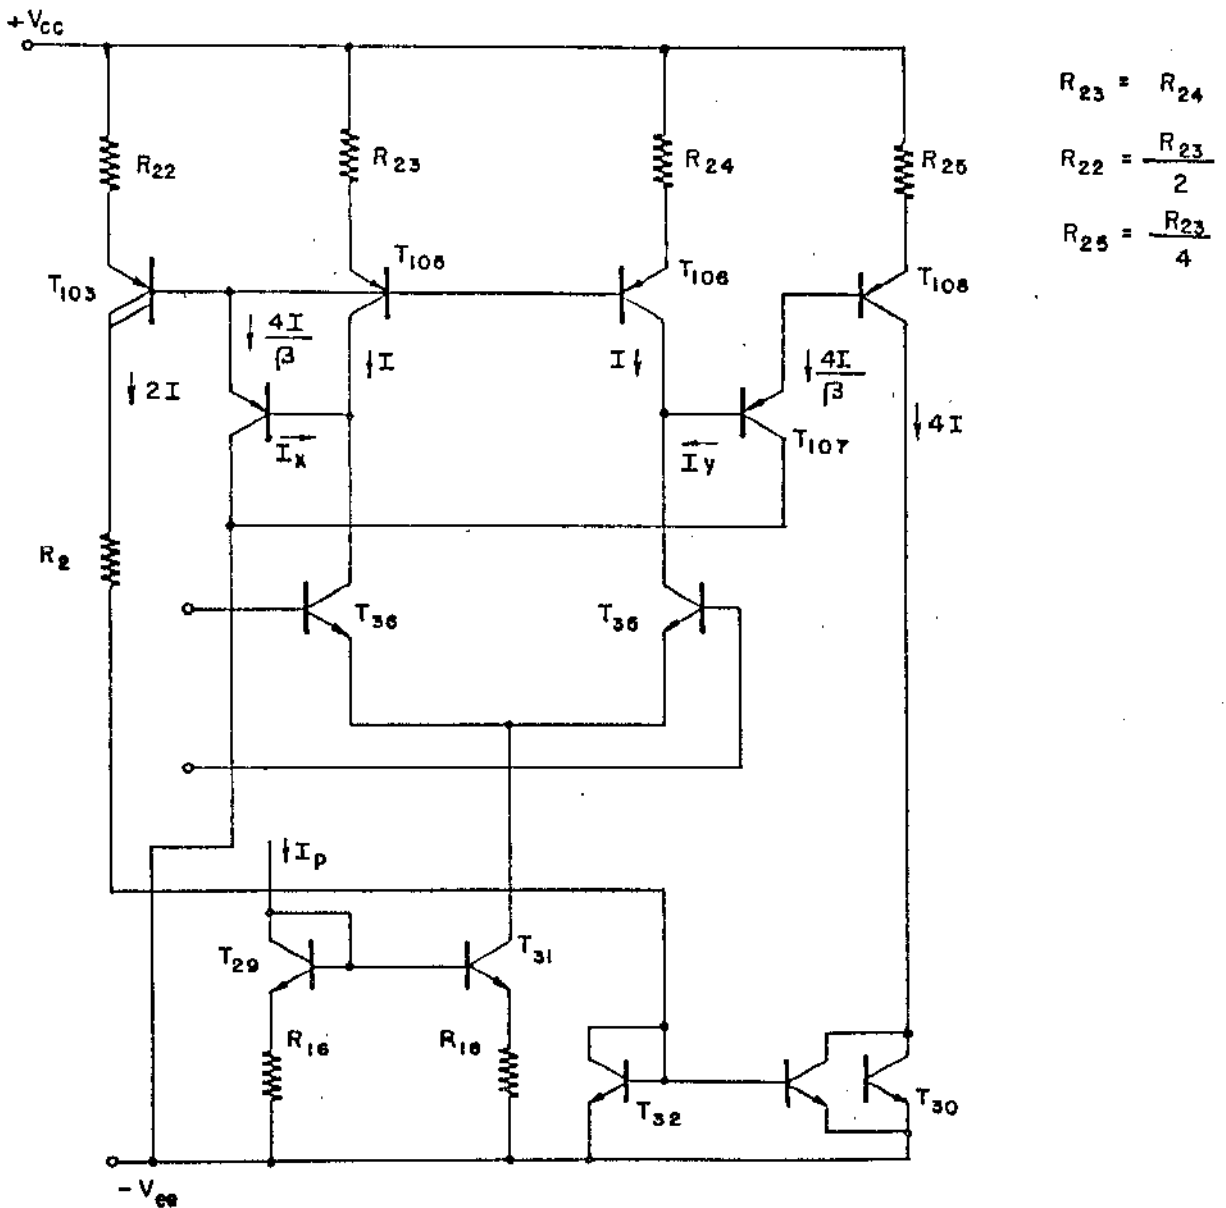 +Vcc
R22
R23
R24
R25
R23 = R24
R22 = R23 / 2
R25 = R23 / 4
T103
T105
T106
T108
4I / β
I
I
4I / β
2I
Ix
Iy
T107
4I
R2
T36
T35
Ip
T29
T31
R16
R18
T32
T30
-Vee